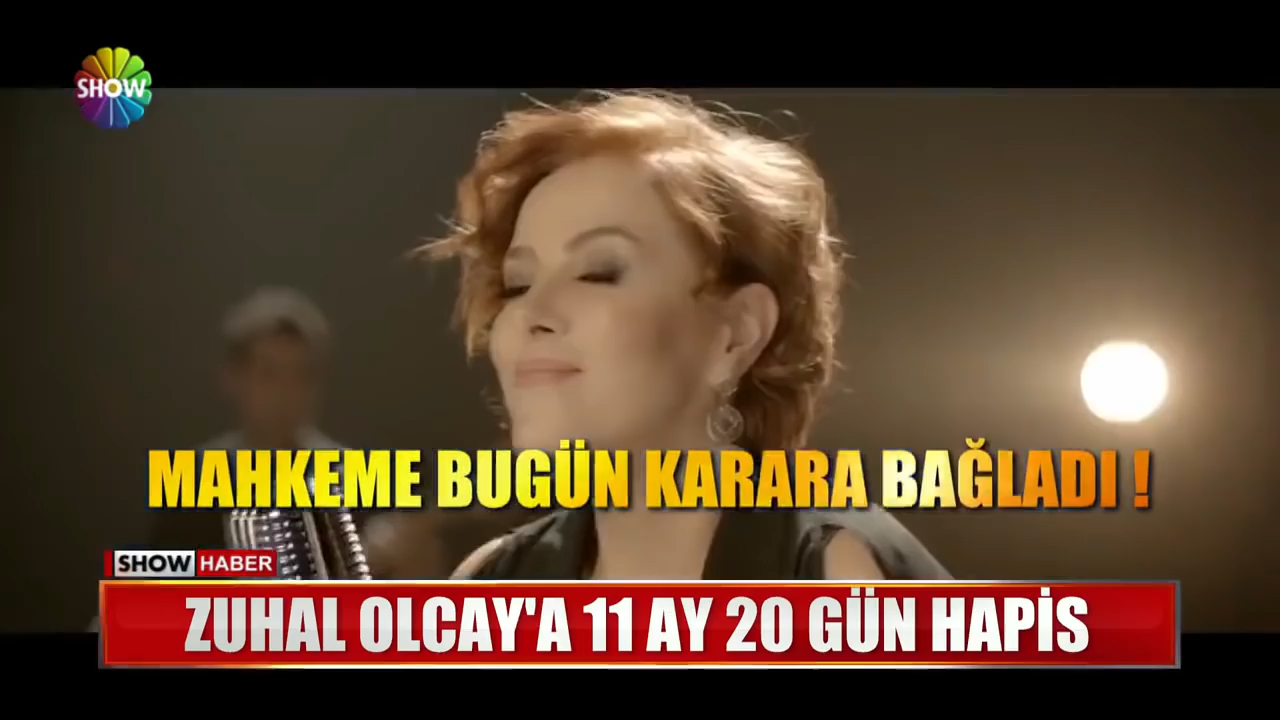 SHOW
MAHKEME BUGÜN KARARA BAĞLADI !
SHOW HABER
ZUHAL OLCAY'A 11 AY 20 GÜN HAPİS